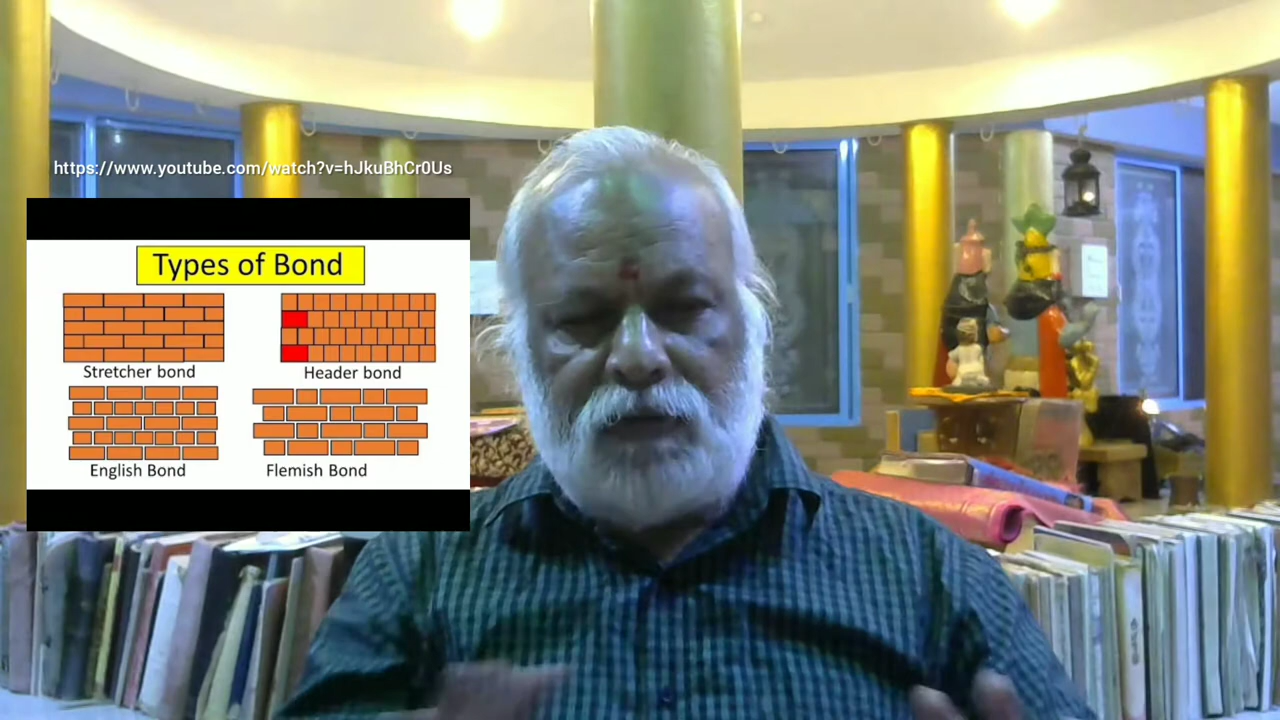 https://www.youtube.com/watch?v=hJkuBhCr0Us
Types of Bond
Stretcher bond
Header bond
English Bond
Flemish Bond